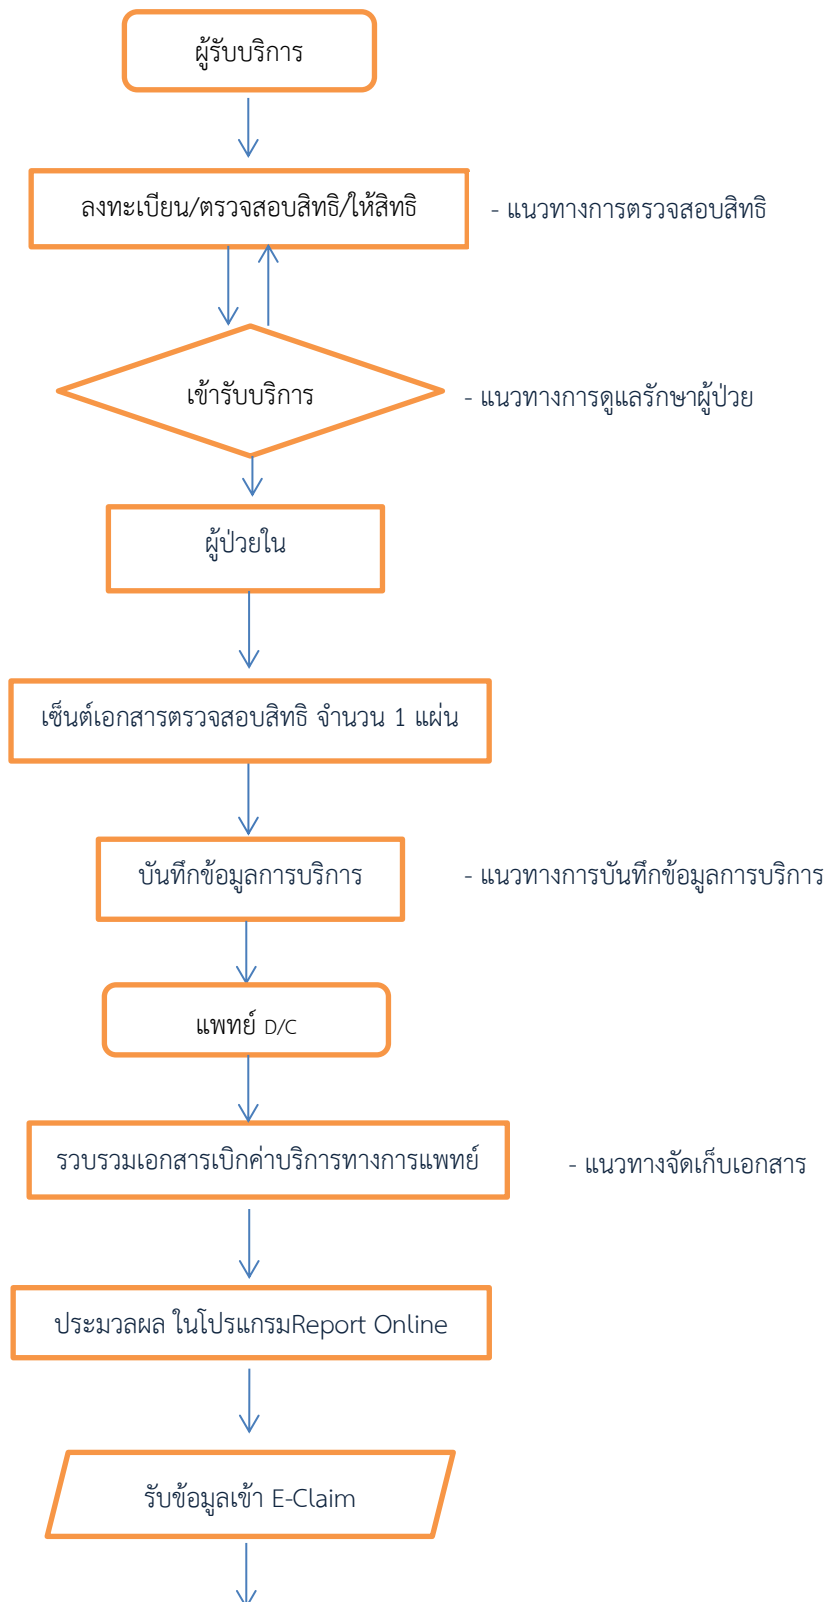 ผู้รับบริการ
ลงทะเบียน/ตรวจสอบสิทธิ/ให้สิทธิ
- แนวทางการตรวจสอบสิทธิ
เข้ารับบริการ
- แนวทางการดูแลรักษาผู้ป่วย
ผู้ป่วยใน
เซ็นต์เอกสารตรวจสอบสิทธิ จำนวน 1 แผ่น
บันทึกข้อมูลการบริการ
- แนวทางการบันทึกข้อมูลการบริการ
แพทย์ D/C
รวบรวมเอกสารเบิกค่าบริการทางการแพทย์
- แนวทางจัดเก็บเอกสาร
ประมวลผล ในโปรแกรมReport Online
รับข้อมูลเข้า E-Claim